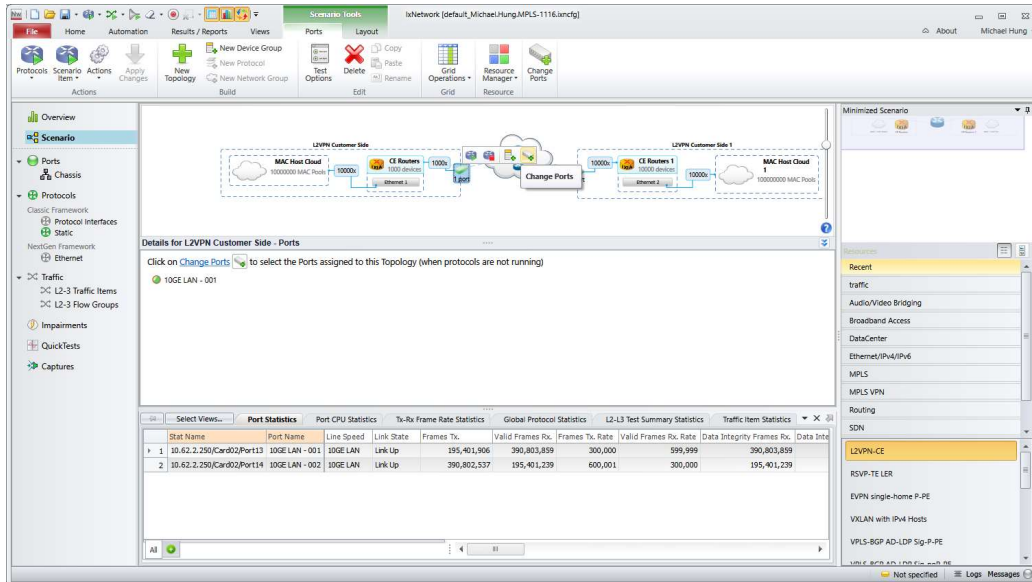 Scenario Tools
IxNetwork [default_Michael.Hung.MPLS-1116.ixncfg]
File
Home
Automation
Results / Reports
Views
Ports
Layout
About
Michael Hung
Protocols
Scenario Item
Actions
Apply Changes
Actions
New Topology
New Device Group
New Protocol
New Network Group
Build
Test Options
Delete
Copy
Paste
Rename
Edit
Grid Operations
Grid
Resource Manager
Resource
Change Ports
Overview
Scenario
Ports
Chassis
Protocols
Classic Framework
Protocol Interfaces
Static
NextGen Framework
Ethernet
Traffic
L2-3 Traffic Items
L2-3 Flow Groups
Impairments
QuickTests
Captures
L2VPN Customer Side
MAC Host Cloud
10000000 MAC Pools
10000x
CE Routers
1000 devices
Ethernet 1
1000x
1 port
Change Ports
L2VPN Customer Side 1
10000x
CE Routers 1
10000 devices
Ethernet 2
10000x
MAC Host Cloud 1
100000000 MAC Pools
Details for L2VPN Customer Side - Ports
Click on Change Ports to select the Ports assigned to this Topology (when protocols are not running)
10GE LAN - 001
Select Views...
Port Statistics
Port CPU Statistics
Tx-Rx Frame Rate Statistics
Global Protocol Statistics
L2-L3 Test Summary Statistics
Traffic Item Statistics
Stat Name Port Name Line Speed Link State Frames Tx. Valid Frames Rx. Frames Tx. Rate Valid Frames Rx. Rate Data Integrity Frames Rx. Data Inte
1 10.62.2.250/Card02/Port13 10GE LAN - 001 10GE LAN Link Up 195,401,906 390,803,859 300,000 599,999 390,803,859
2 10.62.2.250/Card02/Port14 10GE LAN - 002 10GE LAN Link Up 390,802,537 195,401,239 600,001 300,000 195,401,239
All
Minimized Scenario
Resources
Recent
traffic
Audio/Video Bridging
Broadband Access
DataCenter
Ethernet/IPv4/IPv6
MPLS
MPLS VPN
Routing
SDN
L2VPN-CE
RSVP-TE LER
EVPN single-home P-PE
VXLAN with IPv4 Hosts
VPLS-BGP AD-LDP Sig-P-PE
Not specified
Logs
Messages